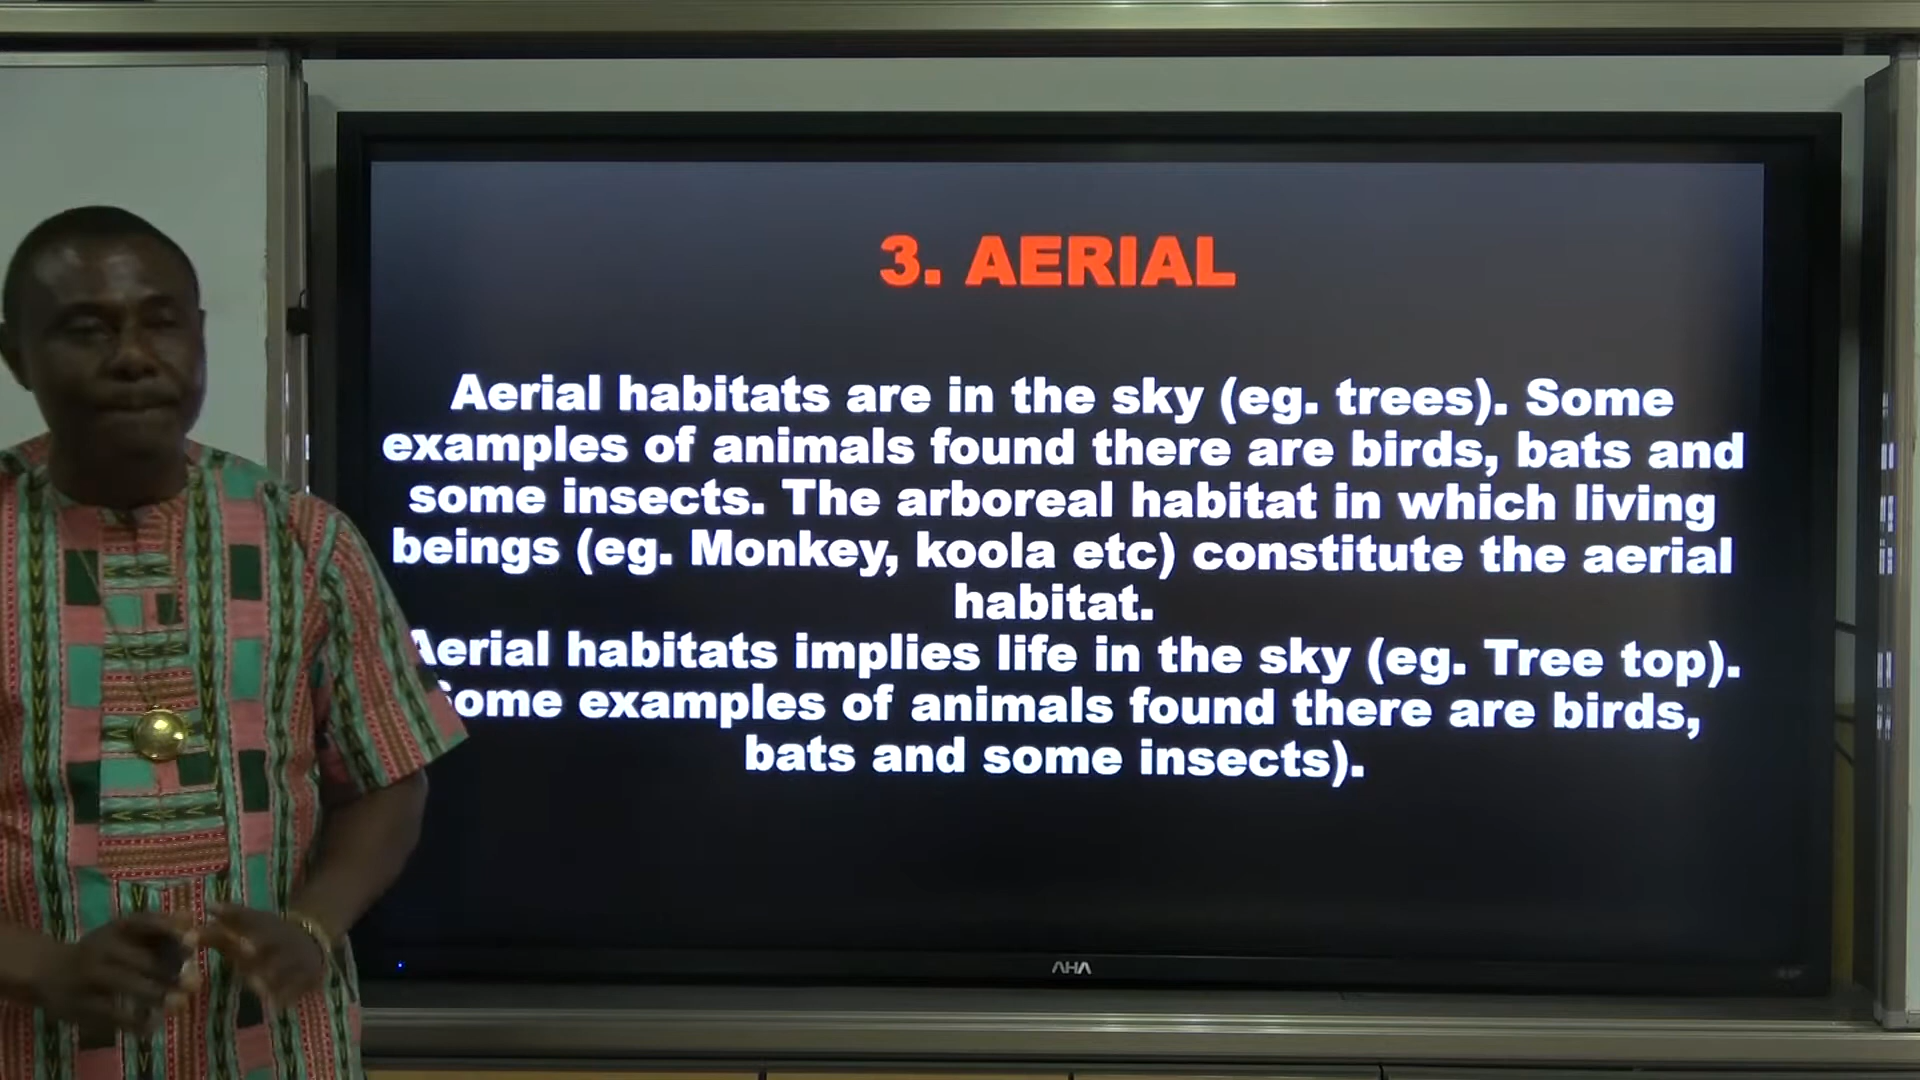 3. AERIAL
Aerial habitats are in the sky (eg. trees). Some
examples of animals found there are birds, bats and
some insects. The arboreal habitat in which living
beings (eg. Monkey, koola etc) constitute the aerial
habitat.
Aerial habitats implies life in the sky (eg. Tree top).
Some examples of animals found there are birds,
bats and some insects).
AHA